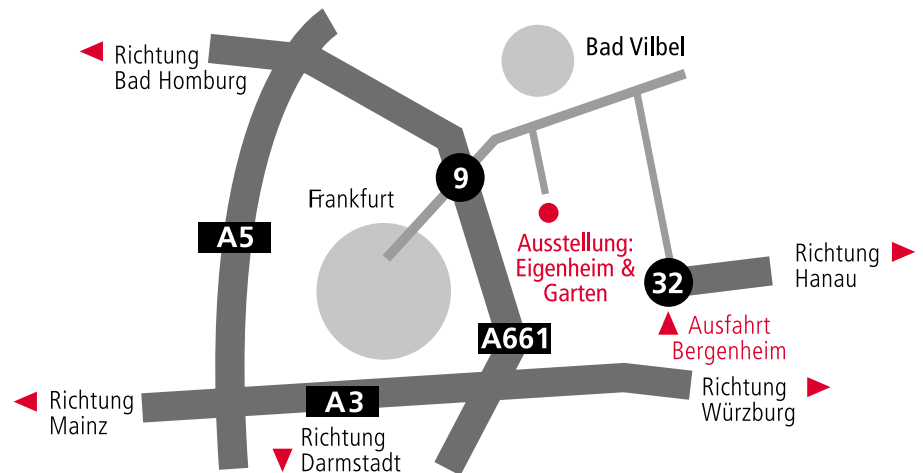 Bad Vilbel
Richtung
Bad Homburg
9
Frankfurt
A5
Ausstellung:
Eigenheim &
Garten
Richtung
Hanau
32
Ausfahrt
Bergenheim
A661
Richtung
Mainz
A3
Richtung
Würzburg
Richtung
Darmstadt